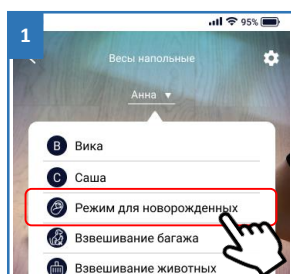 1
95%
Весы напольные
Анна
В Вика
С Саша
Режим для новорожденных
Взвешивание багажа
Взвешивание животных